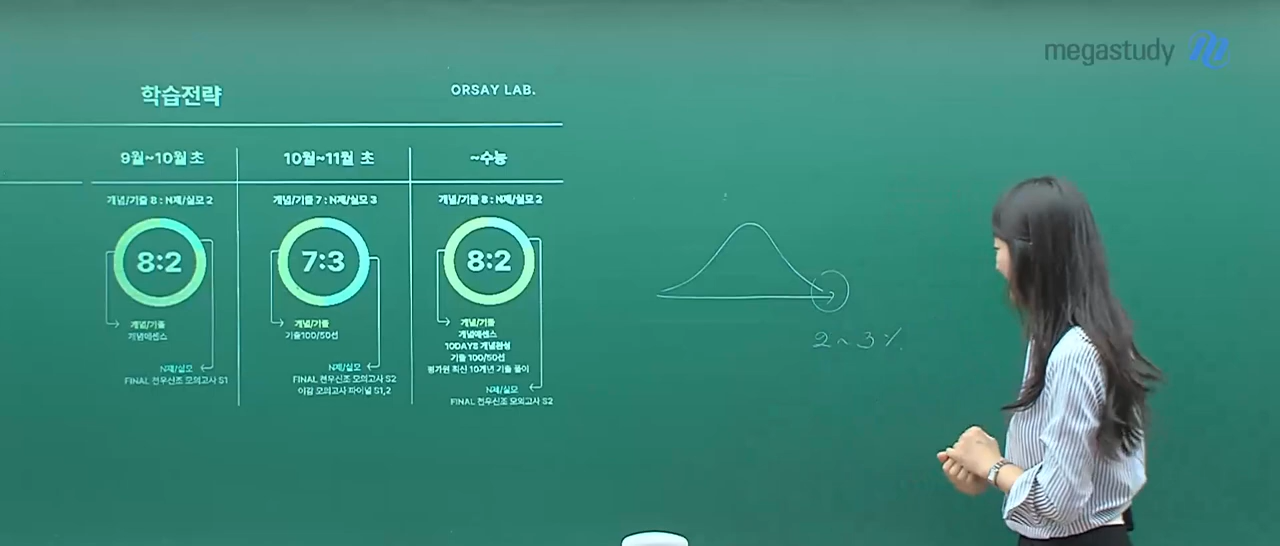 megastudy
학습전략
ORSAY LAB.
9월~10월 초
10월~11월 초
~수능
개념/기출 8 : N제/실모 2
개념/기출 7 : N제/실모 3
개념/기출 8 : N제/실모 2
8:2
7:3
8:2
개념/기출
개념에센스
N제/실모
FINAL 전우신조 모의고사 S1
개념/기출
기출100/50선
N제/실모
FINAL 전우신조 모의고사 S2
이감 모의고사 파이널 S1,2
개념/기출
개념에센스
10DAYS 개념완성
기출 100/50선
평가원 최신 10개년 기출 풀이
N제/실모
FINAL 전우신조 모의고사 S2
2~3%